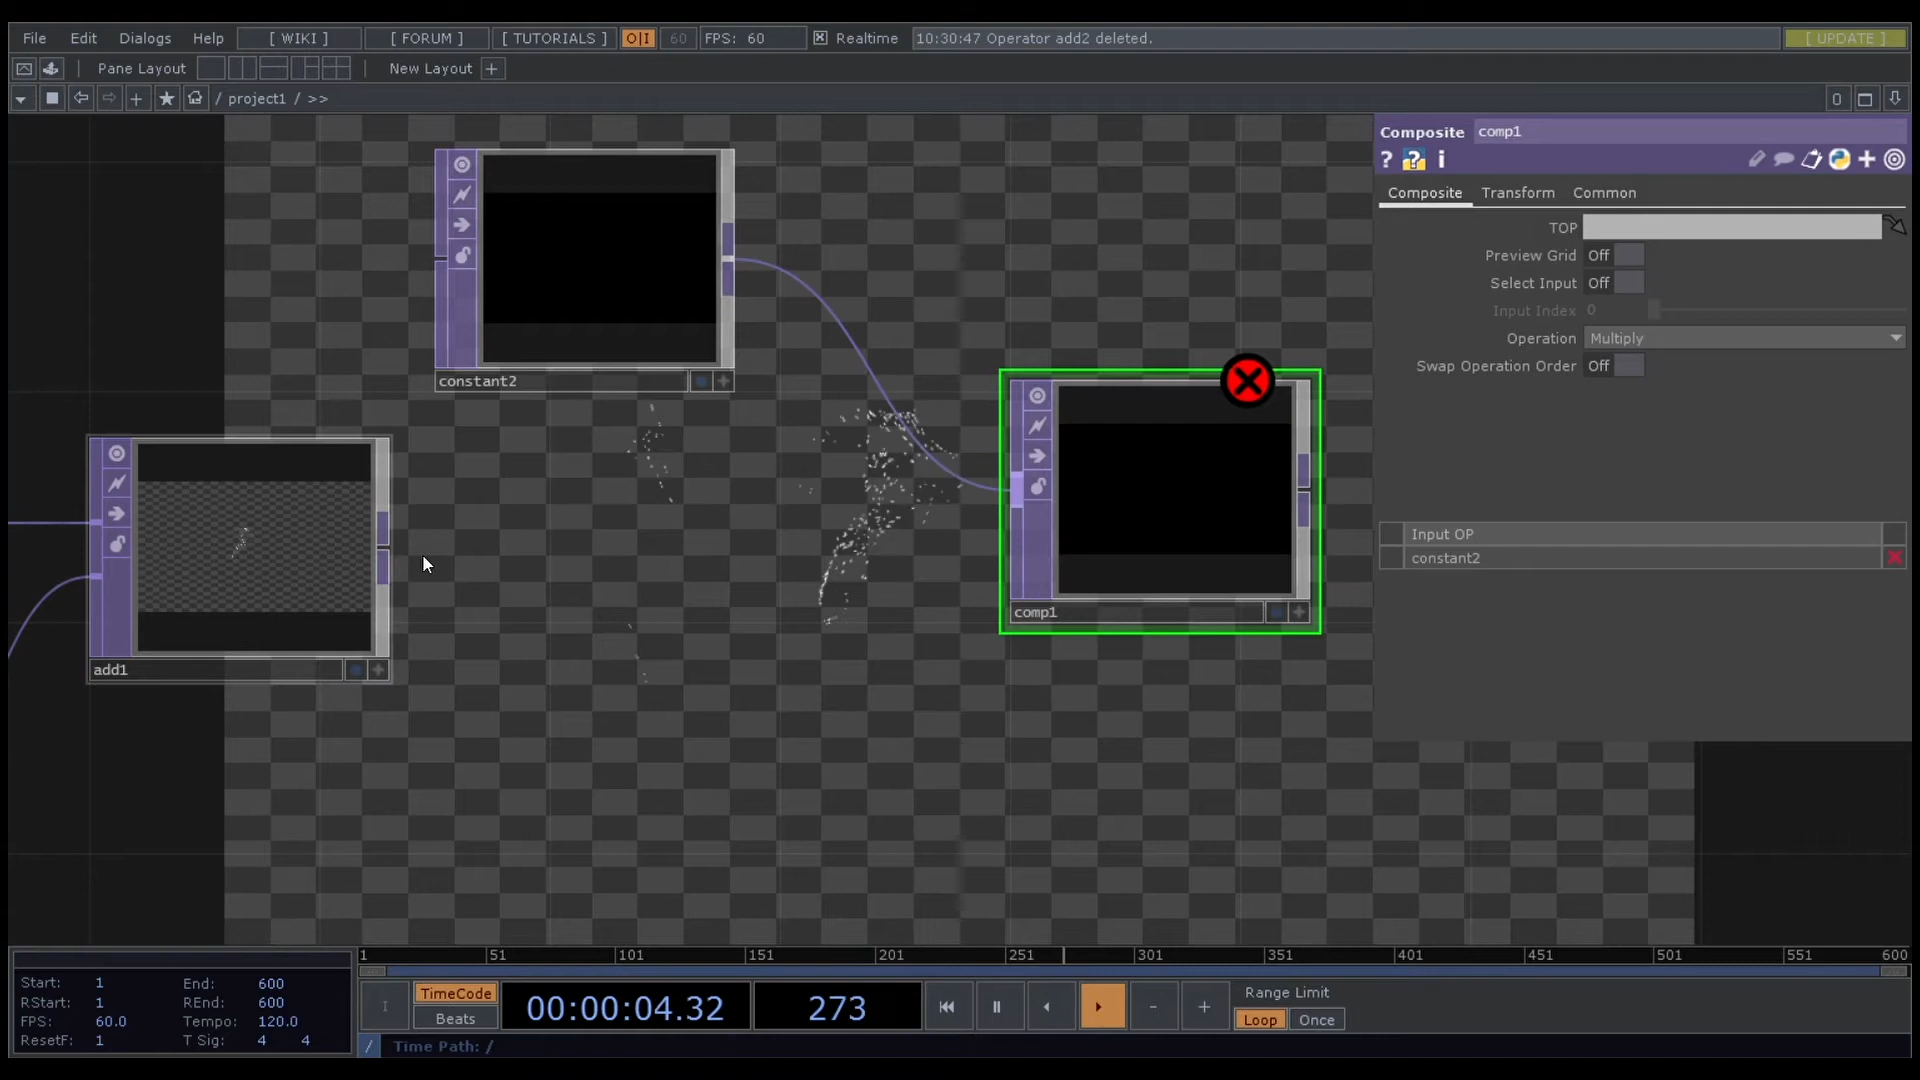 File Edit Dialogs Help [ WIKI ] [ FORUM ] [ TUTORIALS ] O|I 60 FPS: 60 Realtime 10:30:47 Operator add2 deleted. [ UPDATE ]
Pane Layout New Layout +
/ project1 / >> 0
Composite comp1
? ? i
Composite Transform Common
TOP
Preview Grid Off
Select Input Off
Input Index 0
Operation Multiply
Swap Operation Order Off
Input OP
constant2
constant2
comp1
add1
1 51 101 151 201 251 301 351 401 451 501 551 600
Start: 1 End: 600
RStart: 1 REnd: 600
FPS: 60.0 Tempo: 120.0
ResetF: 1 T Sig: 4 4
I TimeCode Beats 00:00:04.32 273 - + Range Limit
Loop Once
/ Time Path: /